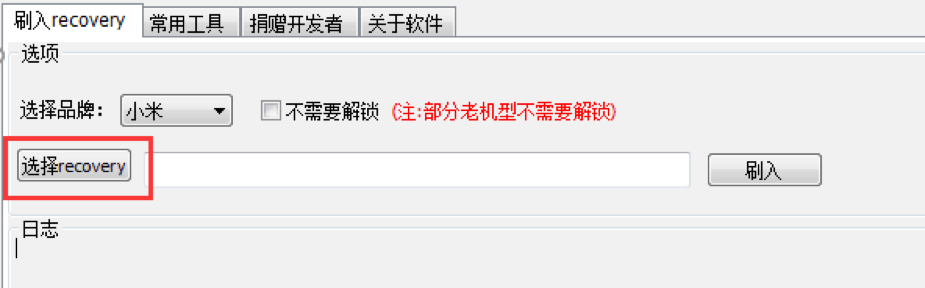 刷入recovery 常用工具 捐赠开发者 关于软件
选项
选择品牌： 小米 不需要解锁 (注:部分老机型不需要解锁)
选择recovery 刷入
日志